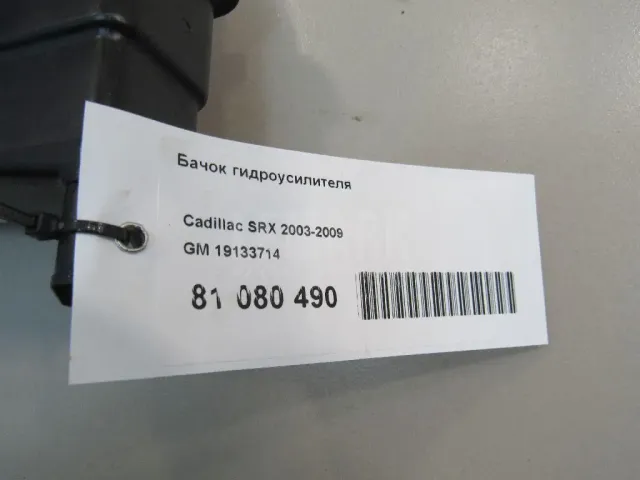 Бачок гидроусилителя
Cadillac SRX 2003-2009
GM 19133714
81 080 490